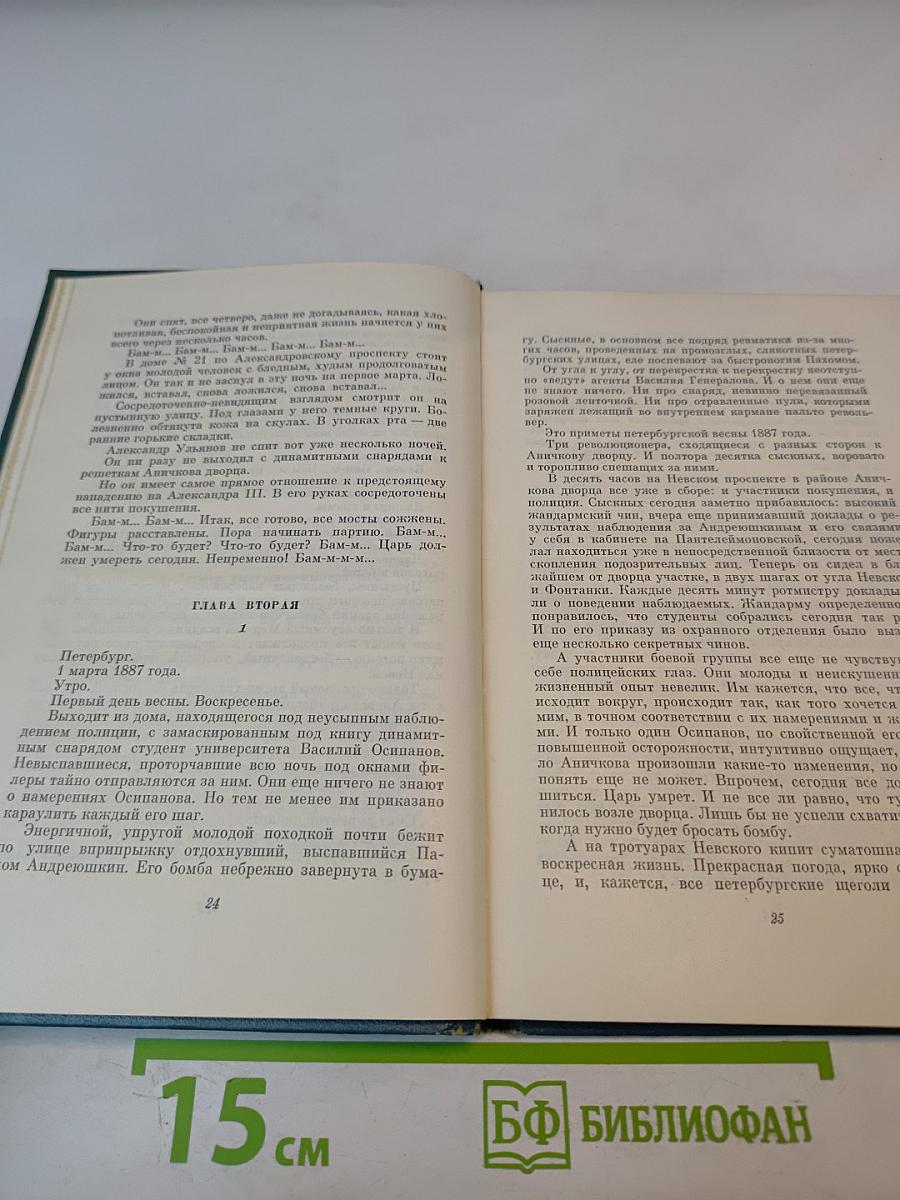 Они спят, все четверо, даже не догадываясь, какая хло-
потливая, беспокойная и неприятная жизнь начнется у них
всего через несколько часов.
Бам-м... Бам-м... Бам-м... Бам-м... Бам-м...
В доме № 21 по Александровскому проспекту стоит
у окна молодой человек с бледным, худым продолговатым
лицом. Он так и не заснул в эту ночь на первое марта. Ло-
жился, вставал, снова ложился, снова вставал...
Сосредоточенно-невидящим взглядом смотрит он на
пустынную улицу. Под глазами у него темные круги. Бо-
лезненно обтянута кожа на скулах. В уголках рта — две
ранние горькие складки.
Александр Ульянов не спит вот уже несколько ночей.
Он ни разу не выходил с динамитными снарядами к
решеткам Аничкова дворца.
Но он имеет самое прямое отношение к предстоящему
нападению на Александра III. В его руках сосредоточены
все нити покушения.
Бам-м... Бам-м... Итак, все готово, все мосты сожжены.
Фигуры расставлены. Пора начинать партию. Бам-м...
Бам-м... Что-то будет? Что-то будет? Бам-м... Царь дол-
жен умереть сегодня. Непременно! Бам-м-м-м...
ГЛАВА ВТОРАЯ
1
Петербург.
1 марта 1887 года.
Утро.
Первый день весны. Воскресенье.
Выходит из дома, находящегося под неусыпным наблю-
дением полиции, с замаскированным под книгу динамит-
ным снарядом студент университета Василий Осипанов.
Невыспавшиеся, проторчавшие всю ночь под окнами фи-
леры тайно отправляются за ним. Они еще ничего не знают
о намерениях Осипанова. Но тем не менее им приказано
караулить каждый его шаг.
Энергичной, упругой молодой походкой почти бежит
по улице вприпрыжку отдохнувший, выспавшийся Па-
ом Андреюшкин. Его бомба небрежно завернута в бума-
24
гу. Сыскные, в основном все подряд ревматики из-за мно-
гих часов, проведенных на промозглых, слякотных петер-
бургских улицах, еле поспевают за быстроногим Пахомом.
От угла к углу, от перекрестка к перекрестку неотступ-
но «ведут» агенты Василия Генералова. И о нем они еще
не знают ничего. Ни про снаряд, невинно перевязанный
розовой ленточкой. Ни про отравленные пули, которыми
заряжен лежащий во внутреннем кармане пальто револь-
вер.
Это приметы петербургской весны 1887 года.
Три революционера, сходящиеся с разных сторон к
Аничкову дворцу. И полтора десятка сыскных, воровато
и торопливо спешащих за ними.
В десять часов на Невском проспекте в районе Анич-
кова дворца все уже в сборе: и участники покушения, и
полиция. Сыскных сегодня заметно прибавилось: высокий
жандармский чин, вчера еще принимавший доклады о ре-
зультатах наблюдения за Андреюшкиным и его связями
у себя в кабинете на Пантелеймоновской, сегодня поже
лал находиться уже в непосредственной близости от мест
скопления подозрительных лиц. Теперь он сидел в бл
жайшем от дворца участке, в двух шагах от угла Невско
и Фонтанки. Каждые десять минут ротмистру доклады
ли о поведении наблюдаемых. Жандарму определенно
понравилось, что студенты собрались сегодня так р
И по его приказу из охранного отделения было выз
еще несколько секретных чинов.
А участники боевой группы все еще не чувствую
себе полицейских глаз. Они молоды и неискушенн
жизненный опыт невелик. Им кажется, что все, чт
исходит вокруг, происходит так, как того хочется
мим, в точном соответствии с их намерениями и ж
ми. И только один Осипанов, по свойственной его
повышенной осторожности, интуитивно ощущает,
ло Аничкова произошли какие-то изменения, но
понять еще не может. Впрочем, сегодня все до
шиться. Царь умрет. И не все ли равно, что ту
нилось возле дворца. Лишь бы не успели схватит
когда нужно будет бросать бомбу.
А на тротуарах Невского кипит суматошна
воскресная жизнь. Прекрасная погода, ярко с
це, и, кажется, все петербургские щеголи
25
15 см
БФ БИБЛИОФАН